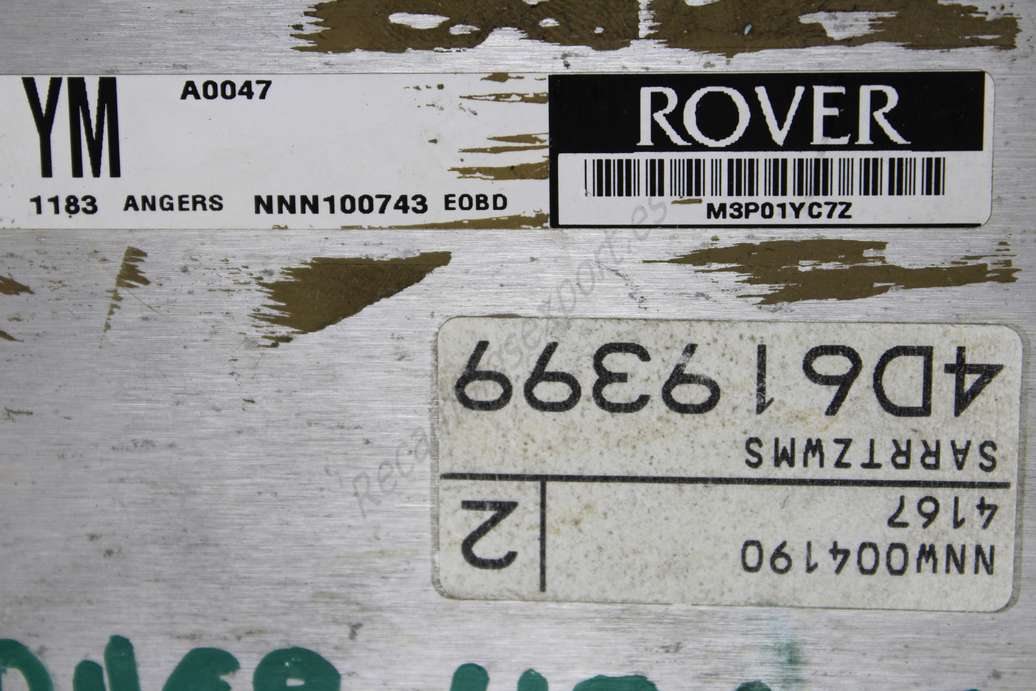 YM A0047
1183 ANGERS NNN100743 EOBD
ROVER
M3P01YC7Z
4D619399
SARRTZWMS
4167
NNW004190
2